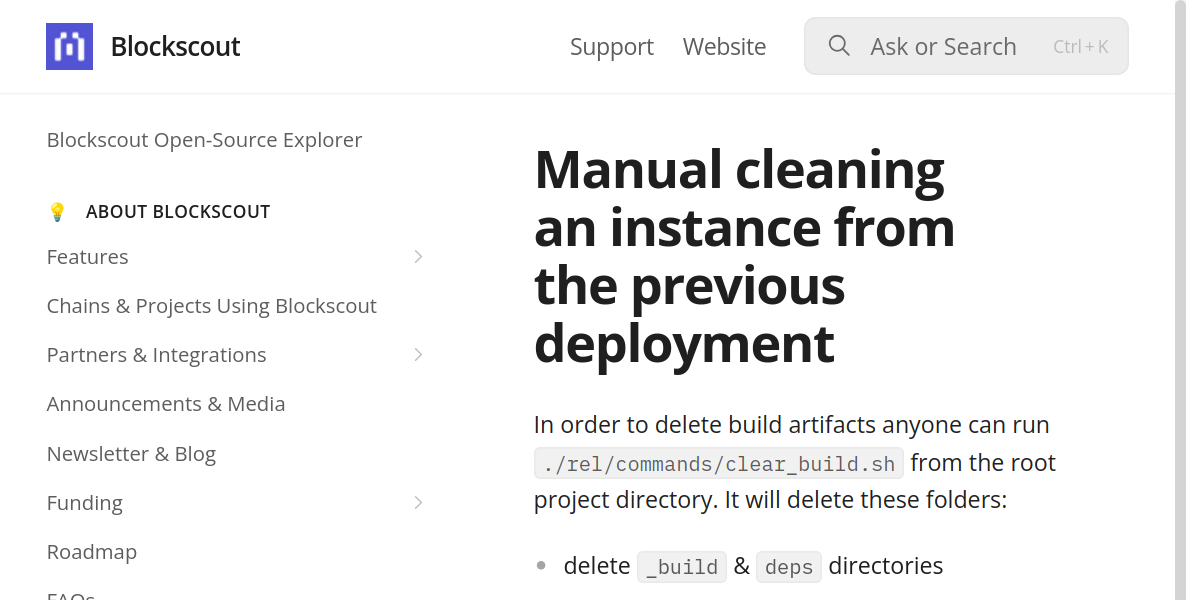 Blockscout
Support
Website
Ask or Search
Ctrl + K
Blockscout Open-Source Explorer
💡 ABOUT BLOCKSCOUT
Features
Chains & Projects Using Blockscout
Partners & Integrations
Announcements & Media
Newsletter & Blog
Funding
Roadmap
FAQs
Manual cleaning
an instance from
the previous
deployment
In order to delete build artifacts anyone can run
./rel/commands/clear_build.sh from the root
project directory. It will delete these folders:
delete _build & deps directories